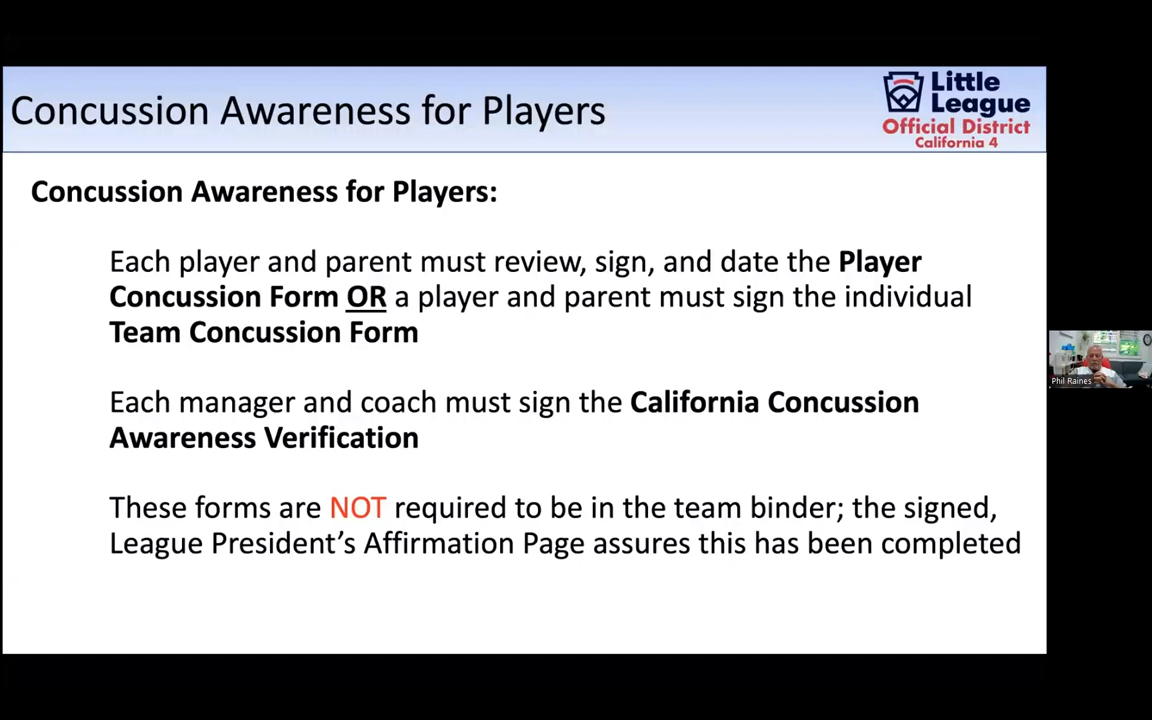 Concussion Awareness for Players
Little
League
Official District
California 4
Concussion Awareness for Players:
Each player and parent must review, sign, and date the Player
Concussion Form OR a player and parent must sign the individual
Team Concussion Form
Each manager and coach must sign the California Concussion
Awareness Verification
These forms are NOT required to be in the team binder; the signed,
League President’s Affirmation Page assures this has been completed
Phil Raines